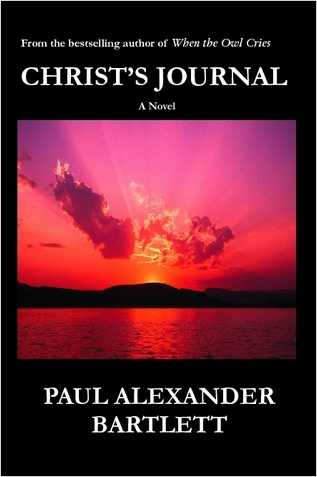 From the bestselling author of When the Owl Cries
CHRIST'S JOURNAL
A Novel
PAUL ALEXANDER
BARTLETT